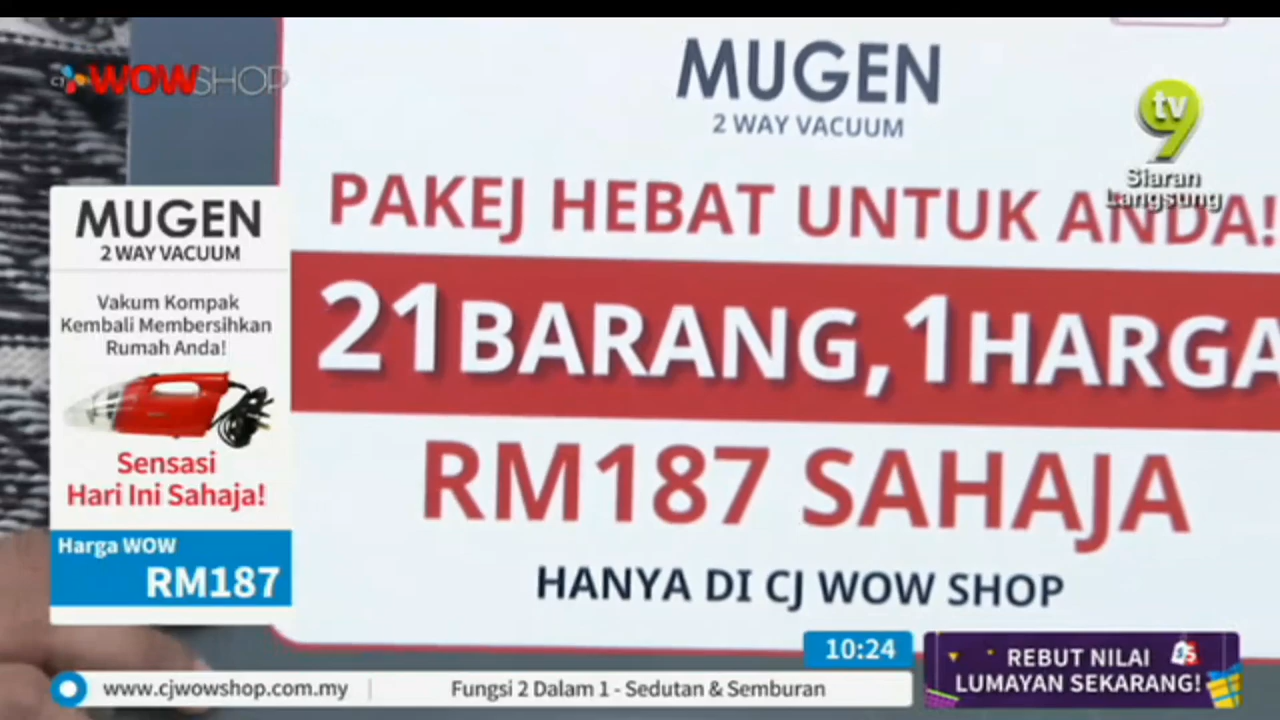 CJ WOWSHOP
MUGEN
2 WAY VACUUM
tv9
Siaran
Langsung
PAKEJ HEBAT UNTUK ANDA!
21 BARANG, 1 HARGA
RM187 SAHAJA
HANYA DI CJ WOW SHOP
MUGEN
2 WAY VACUUM
Vakum Kompak
Kembali Membersihkan
Rumah Anda!
Sensasi
Hari Ini Sahaja!
Harga WOW
RM187
10:24
www.cjwowshop.com.my
Fungsi 2 Dalam 1 - Sedutan & Semburan
REBUT NILAI
LUMAYAN SEKARANG!